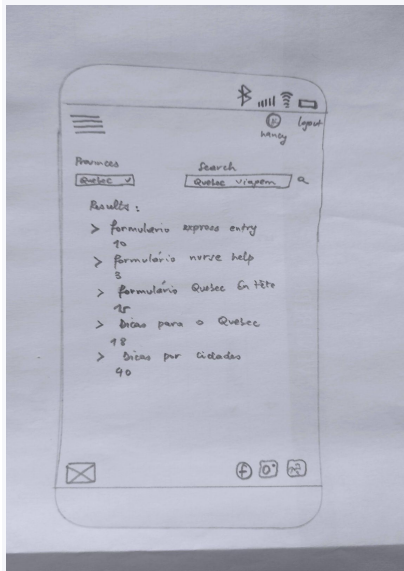 logout
Nancy
Provinces
Search
Quebec
Quebec viagem
Results:
> formulário express entry
10
> formulário nurse help
3
> formulário Quebec En tête
15
> Dicas para o Quebec
18
> Dicas por cidades
90